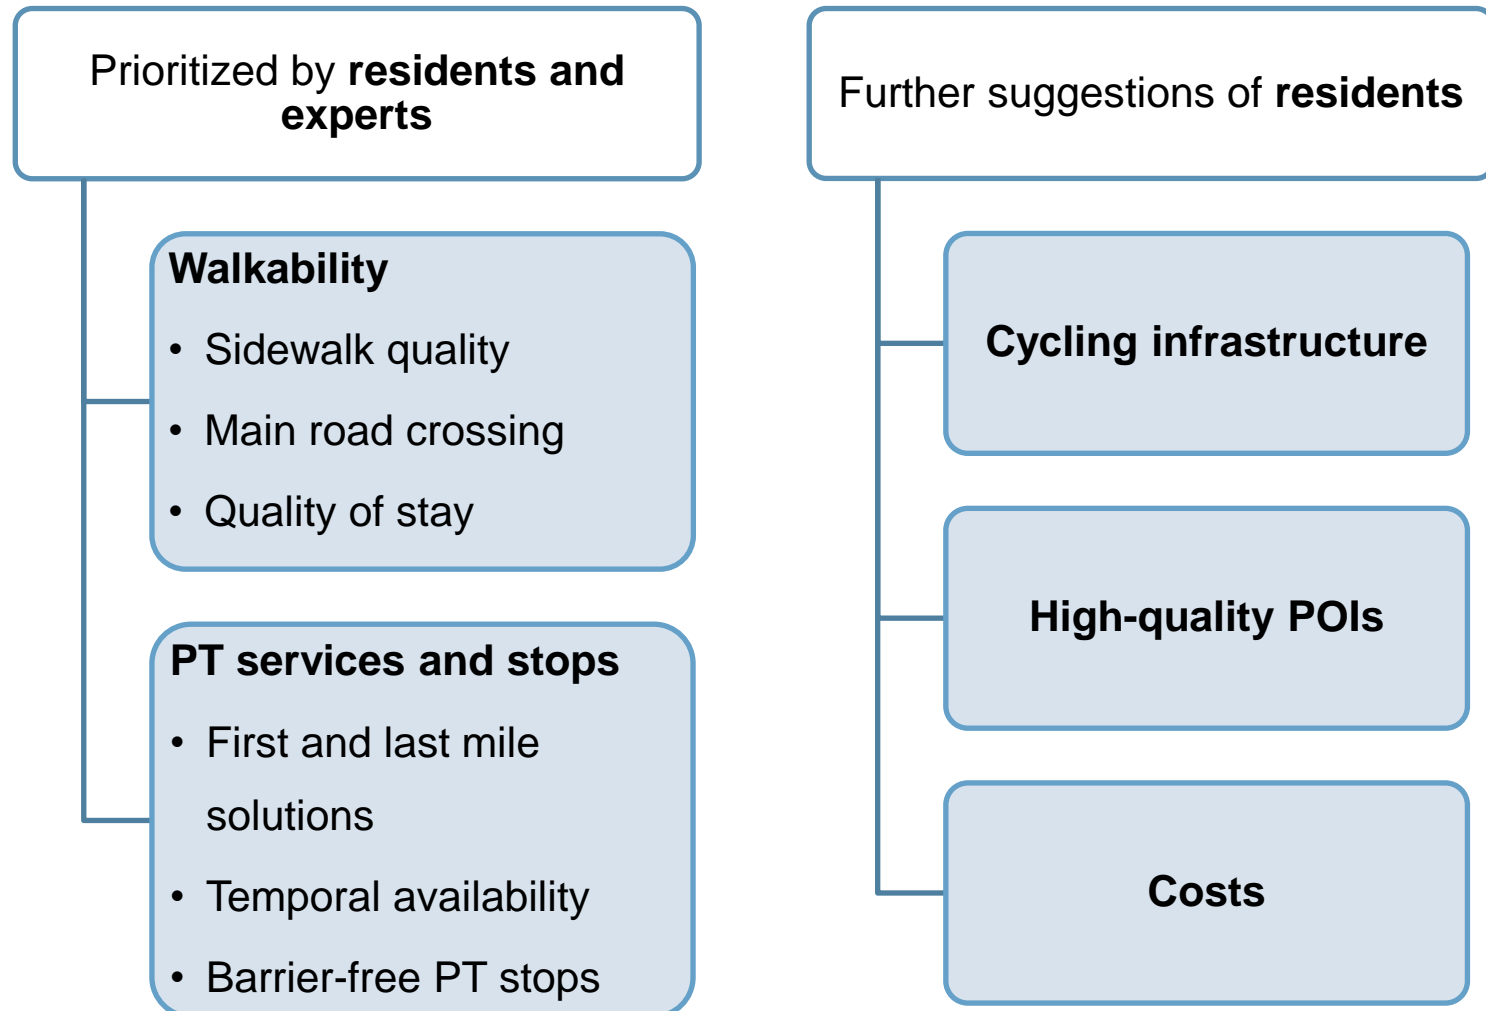 Prioritized by residents and
experts
Walkability
• Sidewalk quality
• Main road crossing
• Quality of stay
PT services and stops
• First and last mile
solutions
• Temporal availability
• Barrier-free PT stops
Further suggestions of residents
Cycling infrastructure
High-quality POIs
Costs